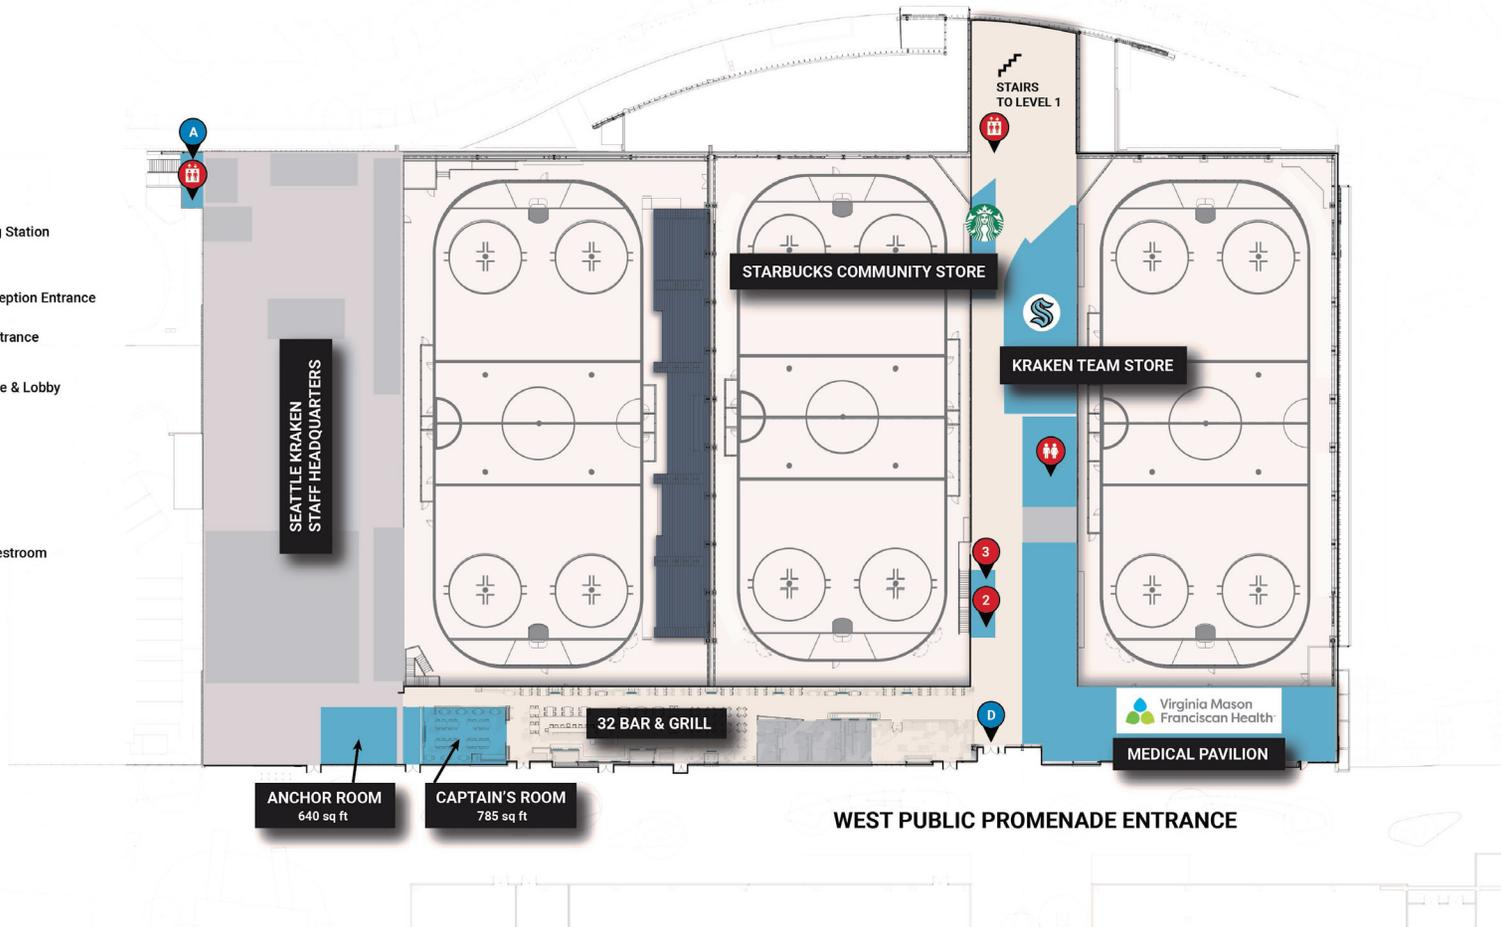 STAIRS
TO LEVEL 1
A
Station
eption Entrance
trance
e & Lobby
estroom
STARBUCKS COMMUNITY STORE
KRAKEN TEAM STORE
SEATTLE KRAKEN
STAFF HEADQUARTERS
3
2
D
32 BAR & GRILL
Virginia Mason
Franciscan Health
MEDICAL PAVILION
ANCHOR ROOM
640 sq ft
CAPTAIN'S ROOM
785 sq ft
WEST PUBLIC PROMENADE ENTRANCE